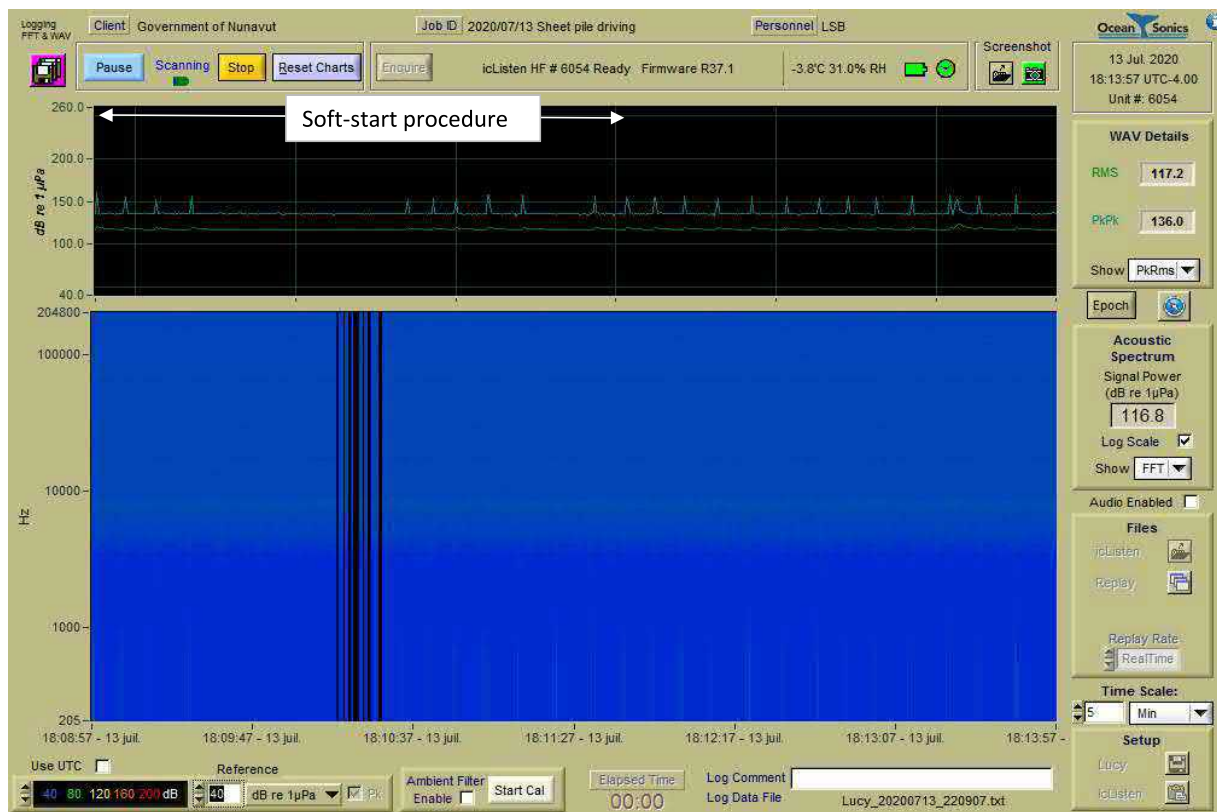 Logging
FFT & WAV
Client Government of Nunavut
Job ID 2020/07/13 Sheet pile driving
Personnel LSB
Ocean Sonics
Pause
Scanning
Stop
Reset Charts
Enquire
icListen HF # 6054 Ready Firmware R37.1
-3.8°C 31.0% RH
Screenshot
13 Jul. 2020
18:13:57 UTC-4.00
Unit #: 6054
Soft-start procedure
260.0
200.0
150.0
100.0
40.0
dB re 1 µPa
WAV Details
RMS 117.2
PkPk 136.0
Show PkRms
Epoch
204800
100000
10000
1000
205
Hz
Acoustic
Spectrum
Signal Power
(dB re 1µPa)
116.8
Log Scale
Show FFT
Audio Enabled
Files
icListen
Replay
Replay Rate
RealTime
Time Scale:
5 Min
18:08:57 - 13 juil.
18:09:47 - 13 juil.
18:10:37 - 13 juil.
18:11:27 - 13 juil.
18:12:17 - 13 juil.
18:13:07 - 13 juil.
18:13:57 -
Setup
Lucy
icListen
Use UTC
Reference
40 80 120 160 200 dB
40 dB re 1µPa
Pk
Ambient Filter
Enable
Start Cal
Elapsed Time
00:00
Log Comment
Log Data File Lucy_20200713_220907.txt